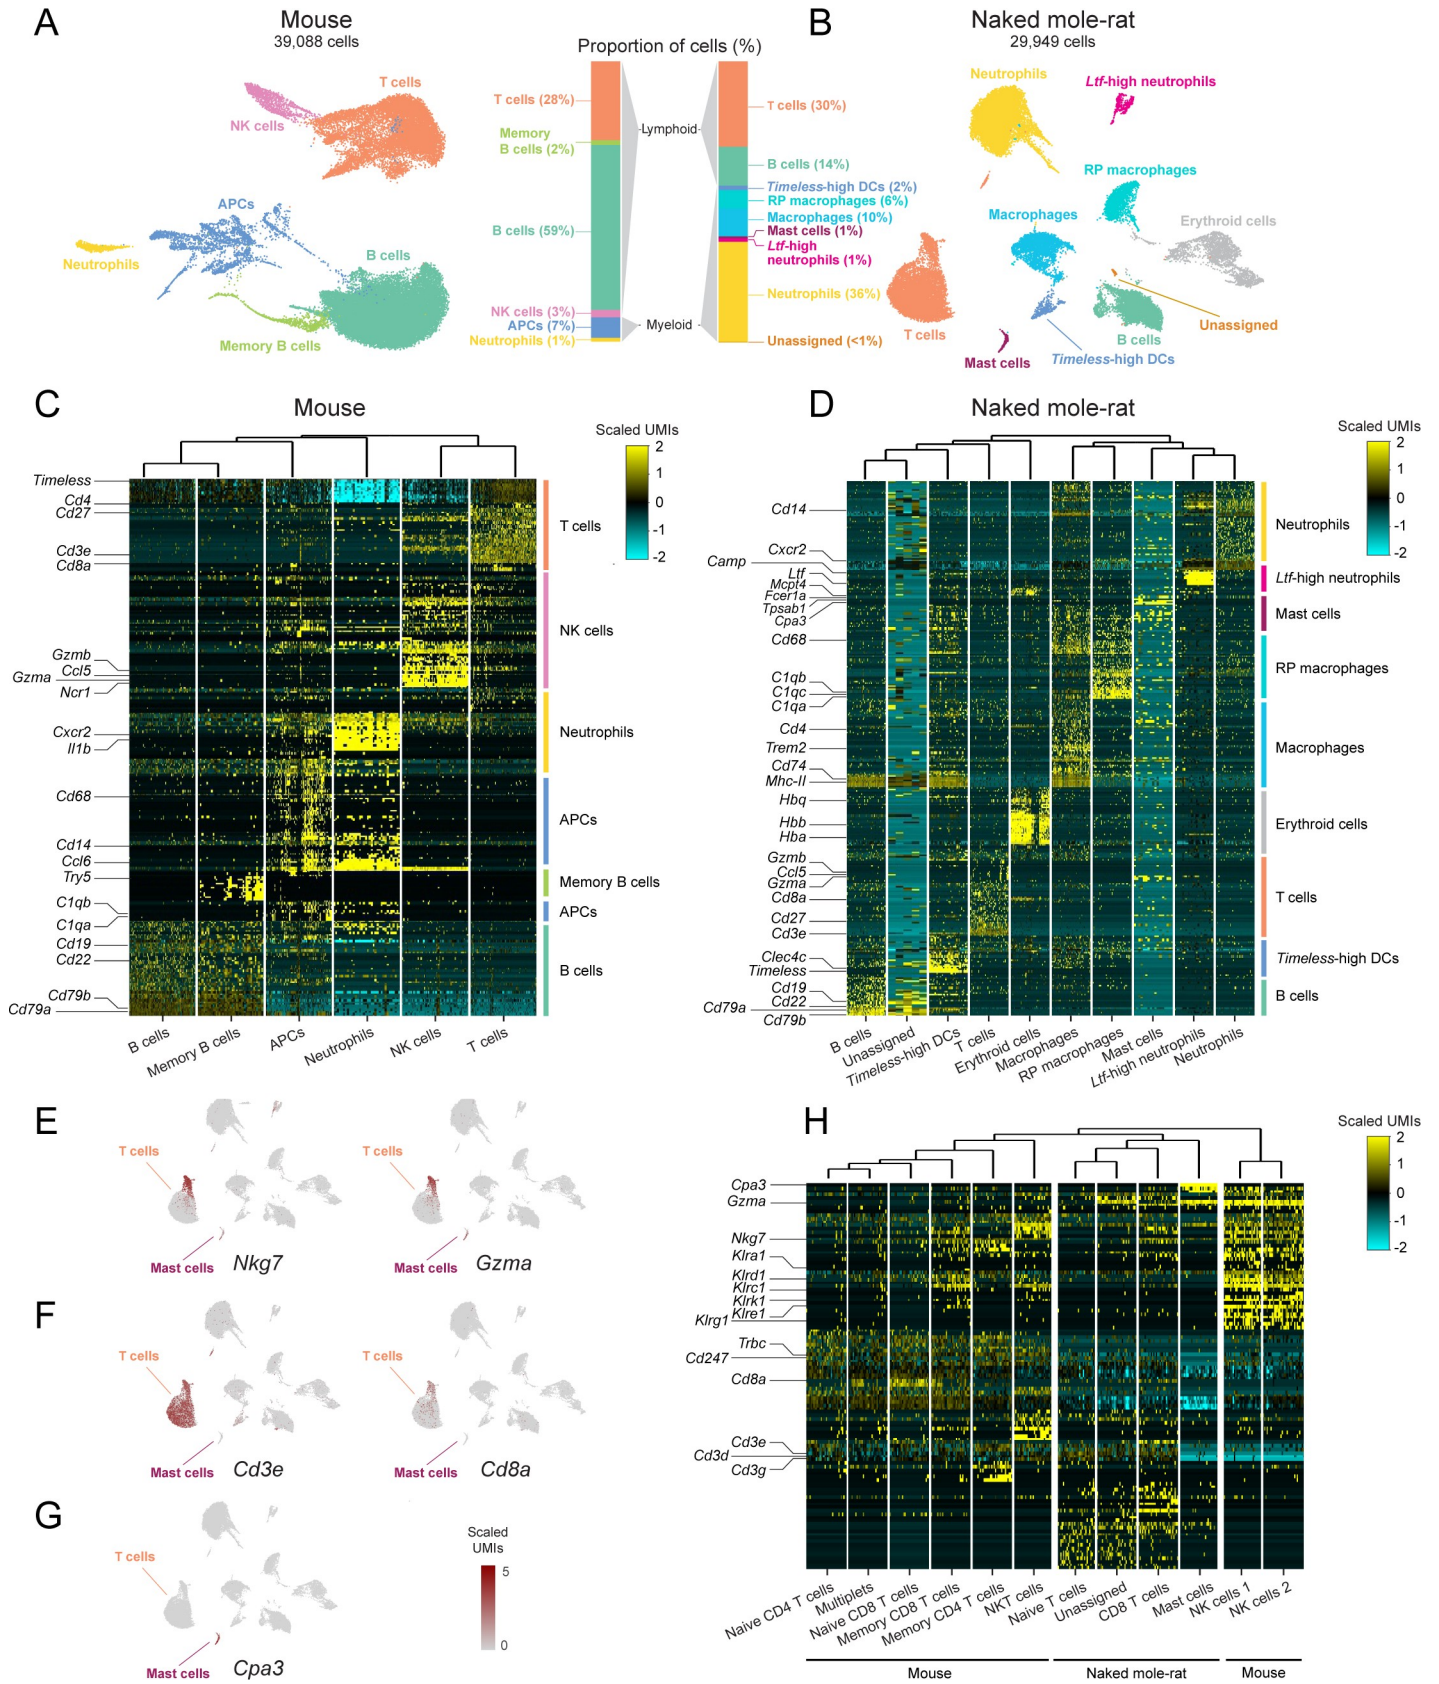 A
Mouse
39,088 cells
T cells
NK cells
APCs
Neutrophils
B cells
Memory B cells
Proportion of cells (%)
T cells (28%)
Memory
B cells (2%)
B cells (59%)
NK cells (3%)
APCs (7%)
Neutrophils (1%)
Lymphoid
Myeloid
T cells (30%)
B cells (14%)
Timeless-high DCs (2%)
RP macrophages (6%)
Macrophages (10%)
Mast cells (1%)
Ltf-high
neutrophils (1%)
Neutrophils (36%)
Unassigned (<1%)
B
Naked mole-rat
29,949 cells
Neutrophils
Ltf-high neutrophils
RP macrophages
Macrophages
Erythroid cells
T cells
Unassigned
B cells
Mast cells
Timeless-high DCs
C
Mouse
Scaled UMIs
2
1
0
-1
-2
Timeless
Cd4
Cd27
Cd3e
Cd8a
Gzmb
Ccl5
Gzma
Ncr1
Cxcr2
Il1b
Cd68
Cd14
Ccl6
Try5
C1qb
C1qa
Cd19
Cd22
Cd79b
Cd79a
T cells
NK cells
Neutrophils
APCs
Memory B cells
APCs
B cells
B cells
Memory B cells
APCs
Neutrophils
NK cells
T cells
D
Naked mole-rat
Scaled UMIs
2
1
0
-1
-2
Cd14
Cxcr2
Camp
Ltf
Mcpt4
Fcer1a
Tpsab1
Cpa3
Cd68
C1qb
C1qc
C1qa
Cd4
Trem2
Cd74
Mhc-II
Hbq
Hbb
Hba
Gzmb
Ccl5
Gzma
Cd8a
Cd27
Cd3e
Clec4c
Timeless
Cd19
Cd22
Cd79a
Cd79b
Neutrophils
Ltf-high neutrophils
Mast cells
RP macrophages
Macrophages
Erythroid cells
T cells
Timeless-high DCs
B cells
B cells
Unassigned
Timeless-high DCs
T cells
Erythroid cells
Macrophages
RP macrophages
Mast cells
Ltf-high neutrophils
Neutrophils
E
T cells
Mast cells
Nkg7
T cells
Mast cells
Gzma
F
T cells
Mast cells
Cd3e
T cells
Mast cells
Cd8a
G
T cells
Mast cells
Cpa3
Scaled
UMIs
5
0
H
Scaled UMIs
2
1
0
-1
-2
Cpa3
Gzma
Nkg7
Klra1
Klrd1
Klrc1
Klrk1
Klre1
Klrg1
Trbc
Cd247
Cd8a
Cd3e
Cd3d
Cd3g
Naive CD4 T cells
Multiplets
Naive CD8 T cells
Memory CD8 T cells
Memory CD4 T cells
NKT cells
Naive T cells
Unassigned
CD8 T cells
Mast cells
NK cells 1
NK cells 2
Mouse
Naked mole-rat
Mouse